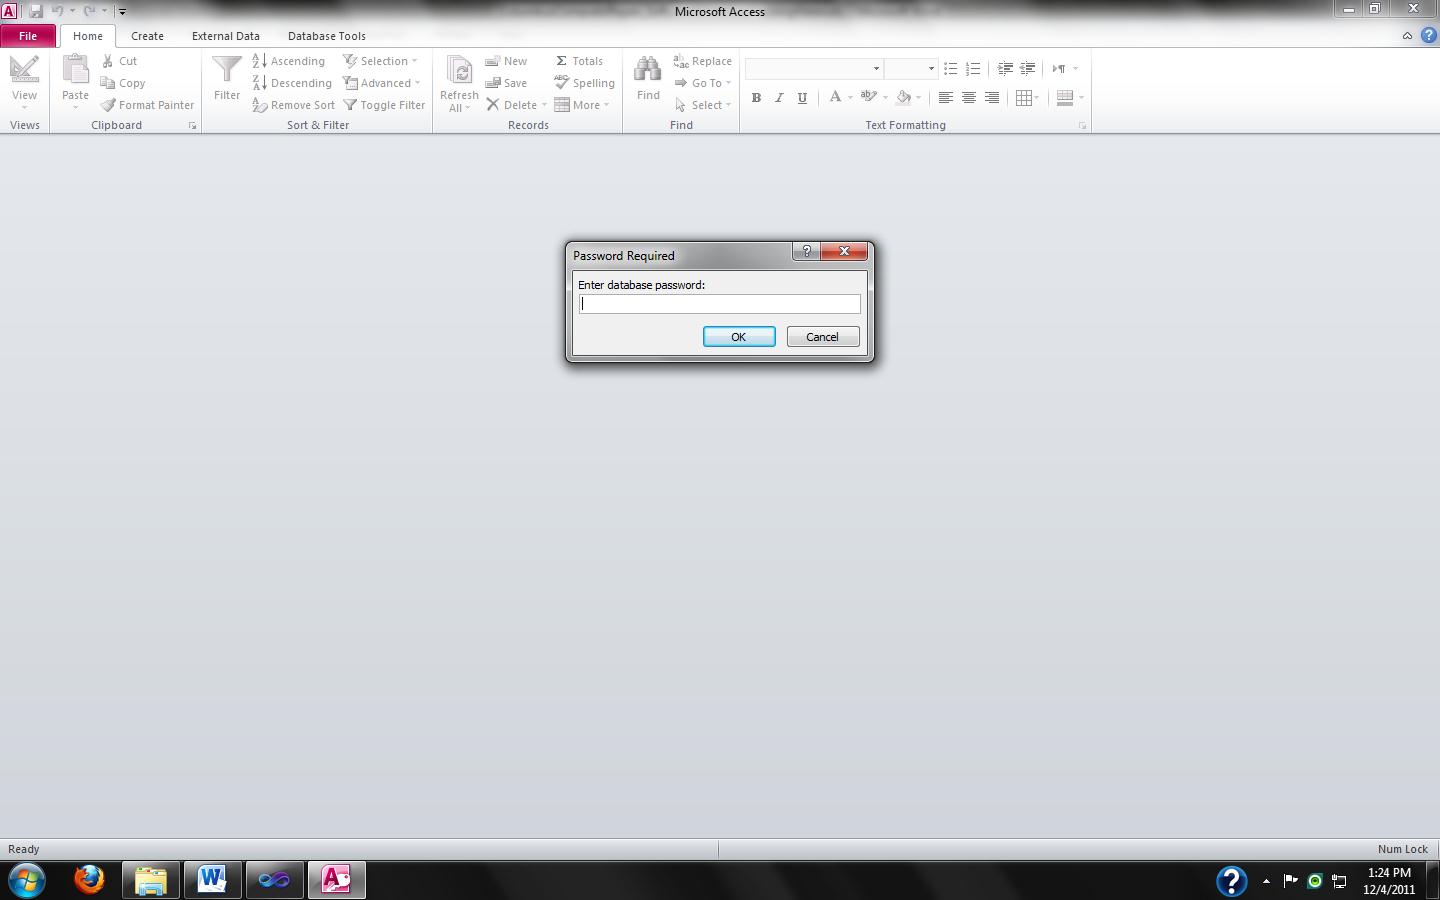 Microsoft Access
File Home Create External Data Database Tools
View
Views
Paste
Cut
Copy
Format Painter
Clipboard
Filter
Ascending
Descending
Remove Sort
Selection
Advanced
Toggle Filter
Sort & Filter
Refresh
All
New
Save
Delete
Totals
Spelling
More
Records
Find
Replace
Go To
Select
Find
B I U A
Text Formatting
Password Required
Enter database password:
OK Cancel
Ready Num Lock
1:24 PM
12/4/2011